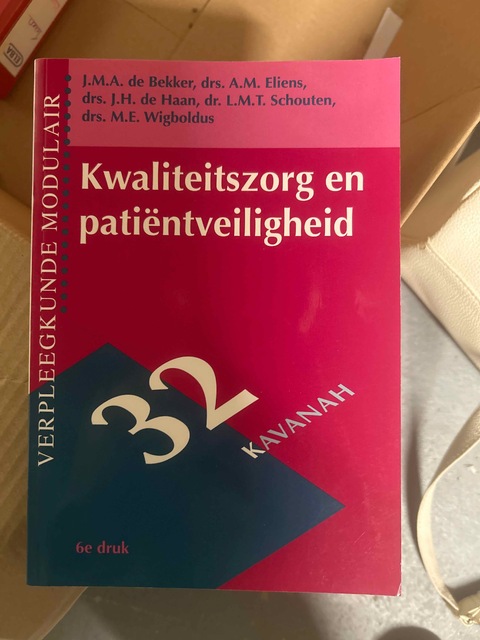 J.M.A. de Bekker, drs. A.M. Eliens,
drs. J.H. de Haan, dr. L.M.T. Schouten,
drs. M.E. Wigboldus
Kwaliteitszorg en
patiëntveiligheid
VERPLEEGKUNDE MODULAIR
32
KAVANAH
6e druk